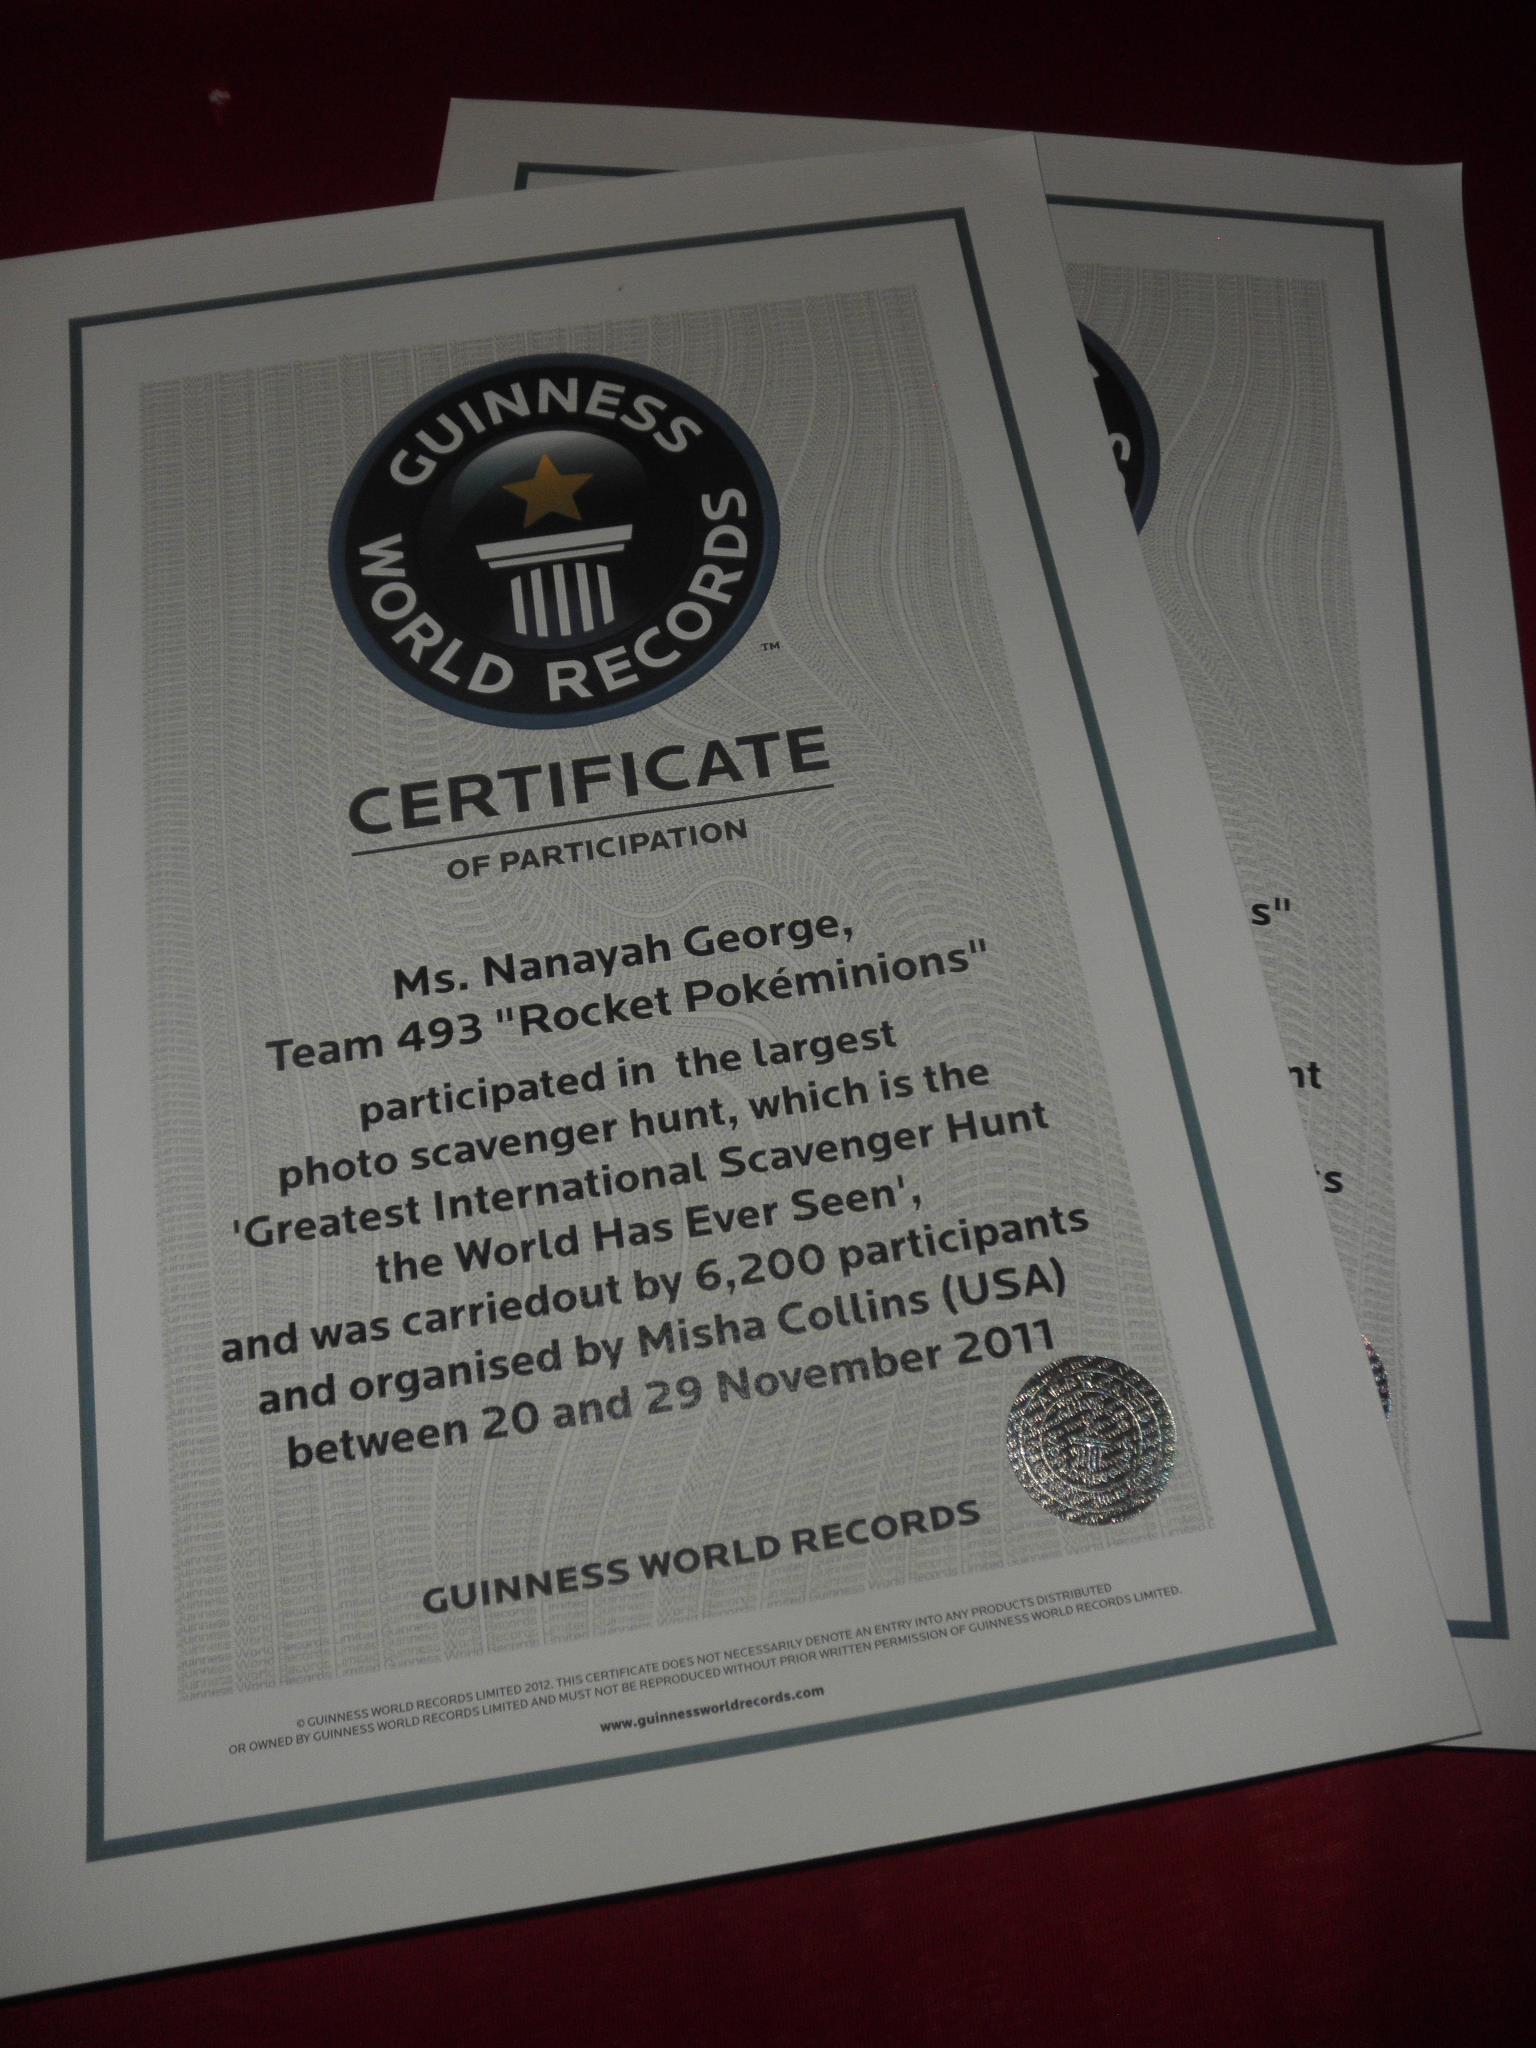 GUINNESS
WORLD RECORDS
™
CERTIFICATE
OF PARTICIPATION
Ms. Nanayah George,
Team 493 "Rocket Pokéminions"
participated in the largest
photo scavenger hunt, which is the
'Greatest International Scavenger Hunt
the World Has Ever Seen',
and was carriedout by 6,200 participants
and organised by Misha Collins (USA)
between 20 and 29 November 2011
GUINNESS WORLD RECORDS
© GUINNESS WORLD RECORDS LIMITED 2012. THIS CERTIFICATE DOES NOT NECESSARILY DENOTE AN ENTRY INTO ANY PRODUCTS DISTRIBUTED
OR OWNED BY GUINNESS WORLD RECORDS LIMITED AND MUST NOT BE REPRODUCED WITHOUT PRIOR WRITTEN PERMISSION OF GUINNESS WORLD RECORDS LIMITED.
www.guinnessworldrecords.com
s"
nt
s